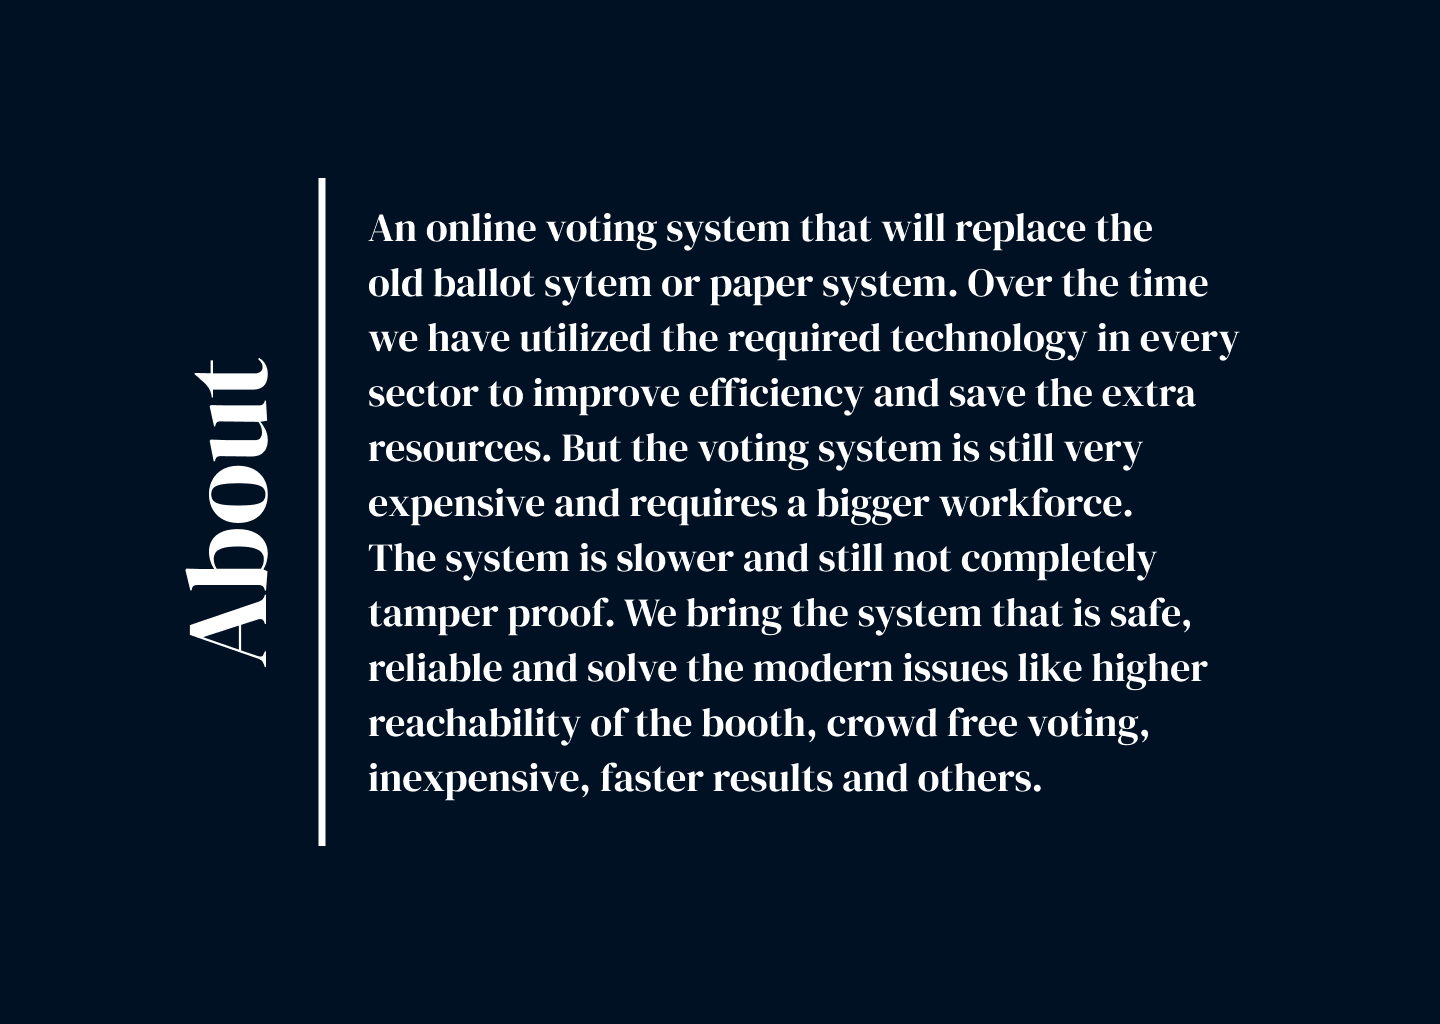 About
An online voting system that will replace the
old ballot sytem or paper system. Over the time
we have utilized the required technology in every
sector to improve efficiency and save the extra
resources. But the voting system is still very
expensive and requires a bigger workforce.
The system is slower and still not completely
tamper proof. We bring the system that is safe,
reliable and solve the modern issues like higher
reachability of the booth, crowd free voting,
inexpensive, faster results and others.